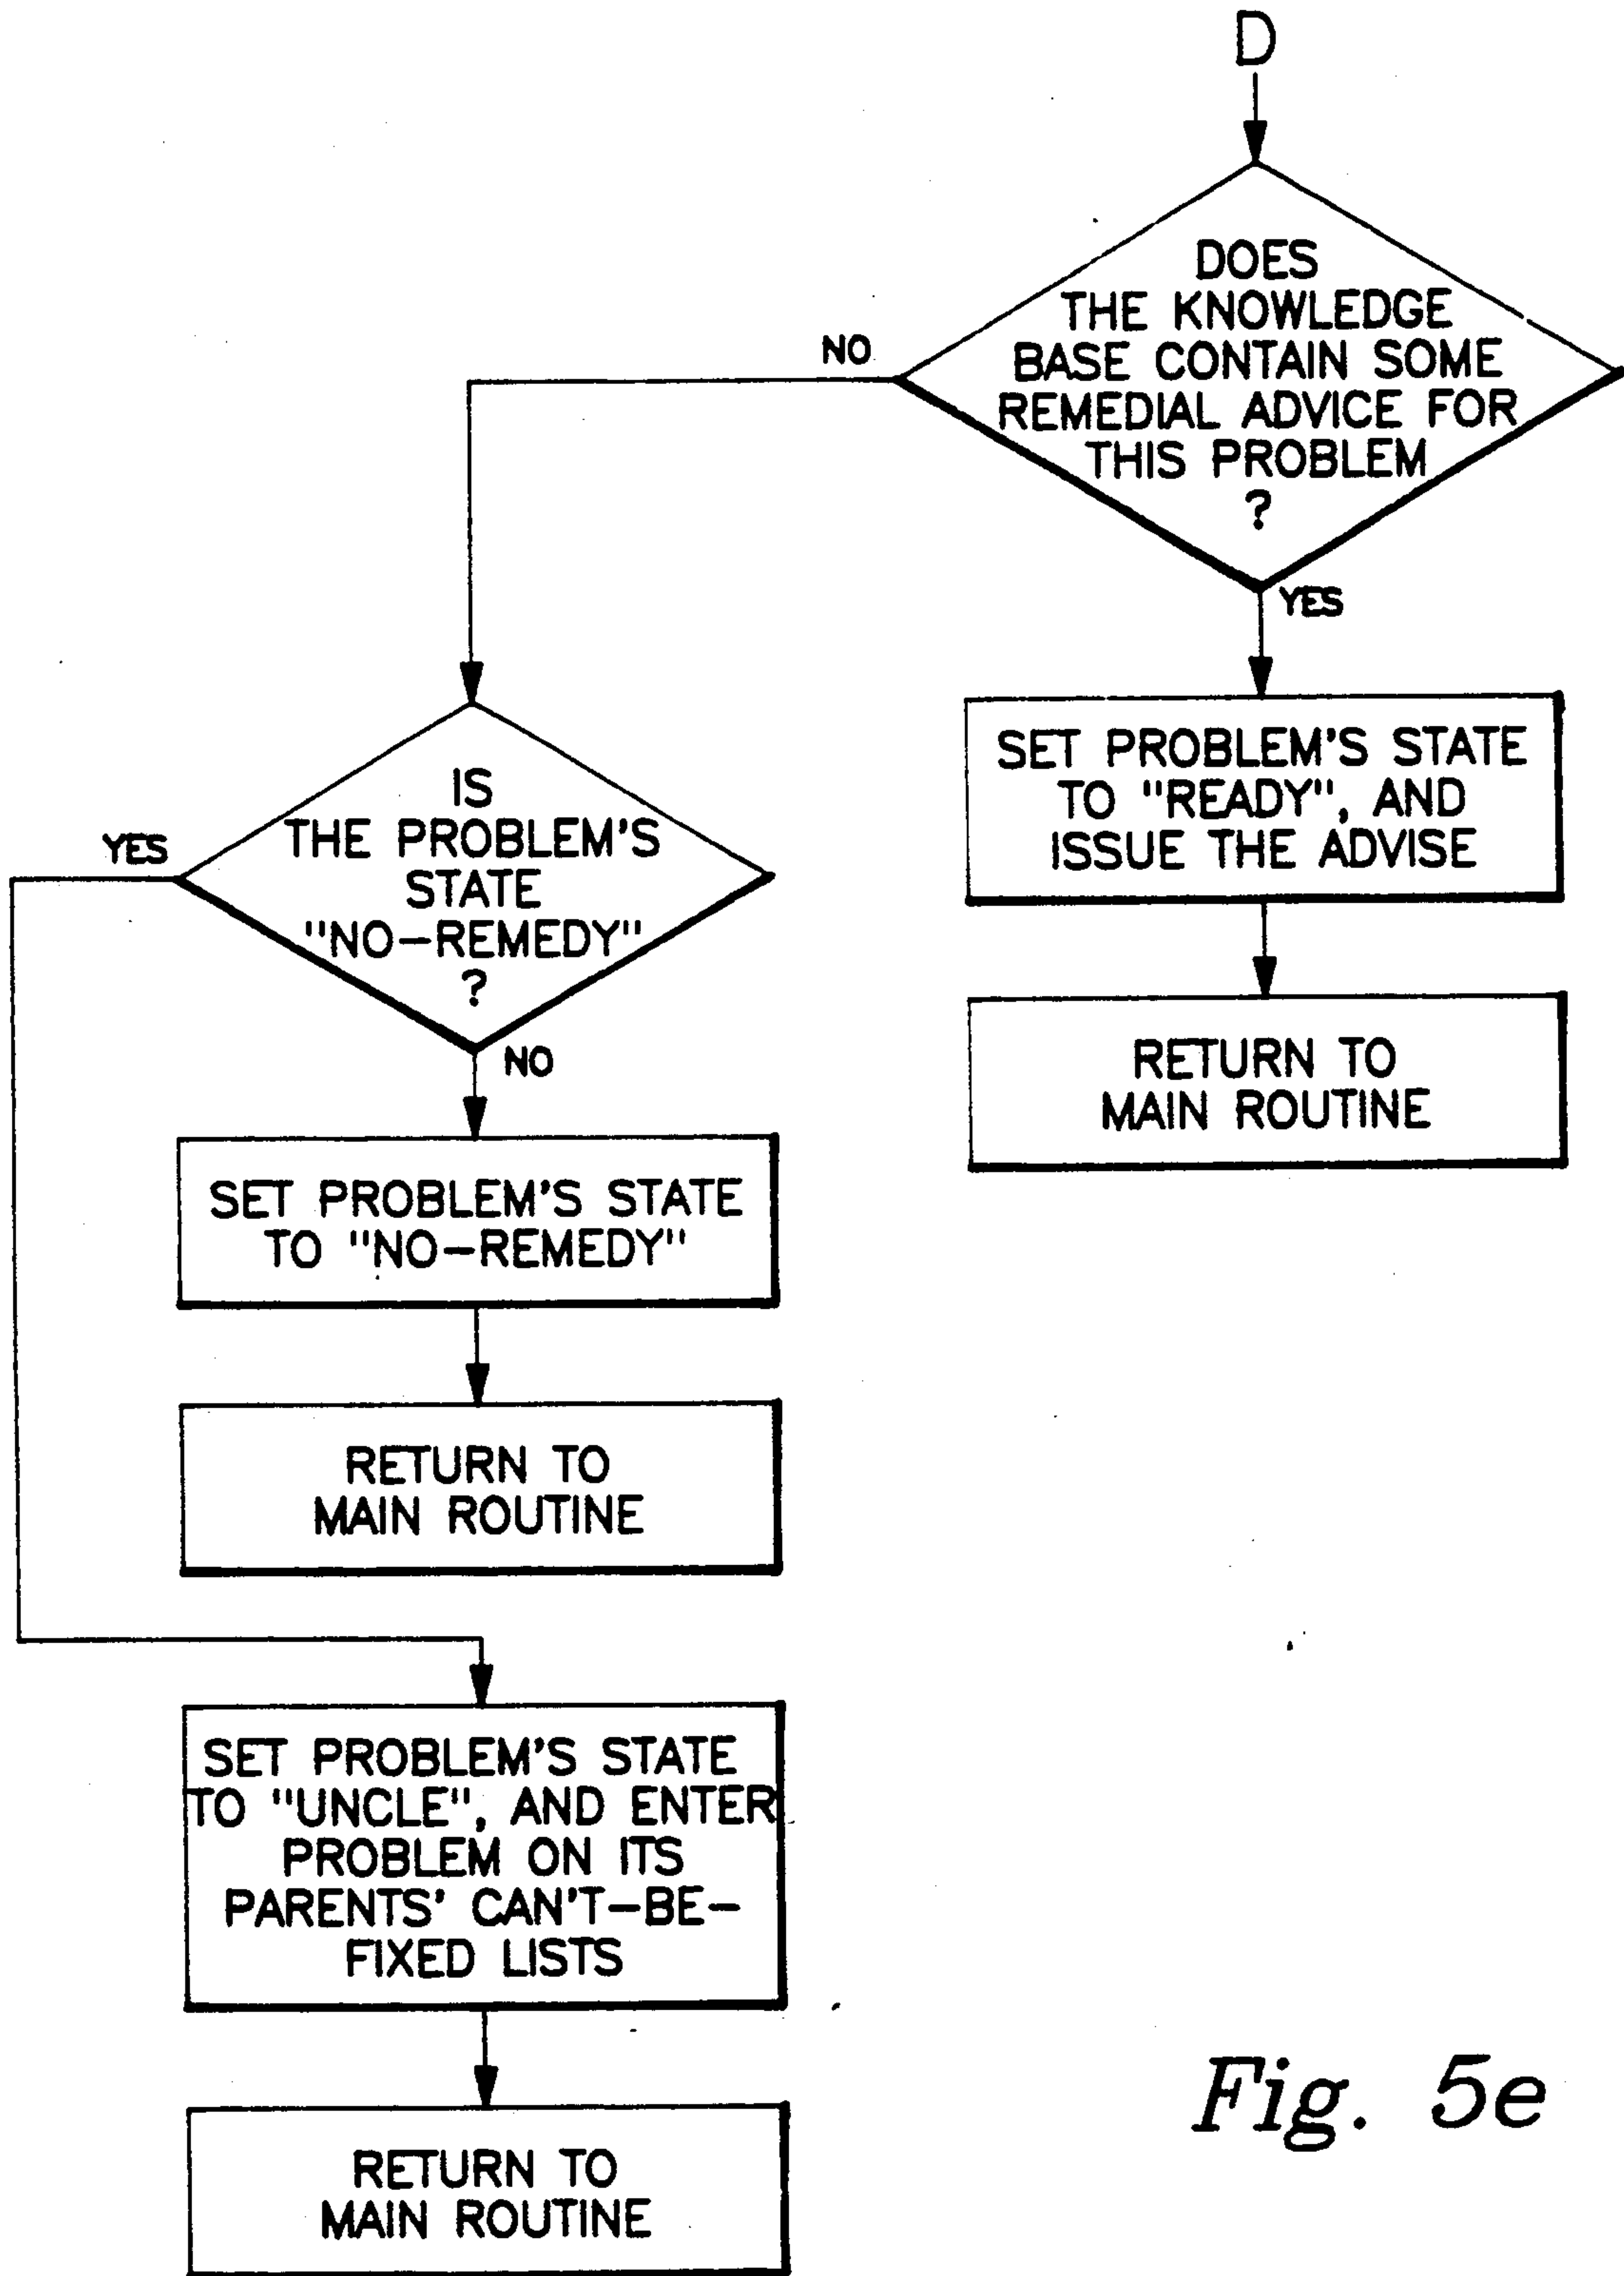 D
DOES
THE KNOWLEDGE
BASE CONTAIN SOME
REMEDIAL ADVICE FOR
THIS PROBLEM
?
NO
YES
SET PROBLEM'S STATE
TO "READY", AND
ISSUE THE ADVISE
RETURN TO
MAIN ROUTINE
IS
THE PROBLEM'S
STATE
"NO-REMEDY"
?
YES
NO
SET PROBLEM'S STATE
TO "NO-REMEDY"
RETURN TO
MAIN ROUTINE
SET PROBLEM'S STATE
TO "UNCLE", AND ENTER
PROBLEM ON ITS
PARENTS' CAN'T-BE-
FIXED LISTS
RETURN TO
MAIN ROUTINE
Fig. 5e